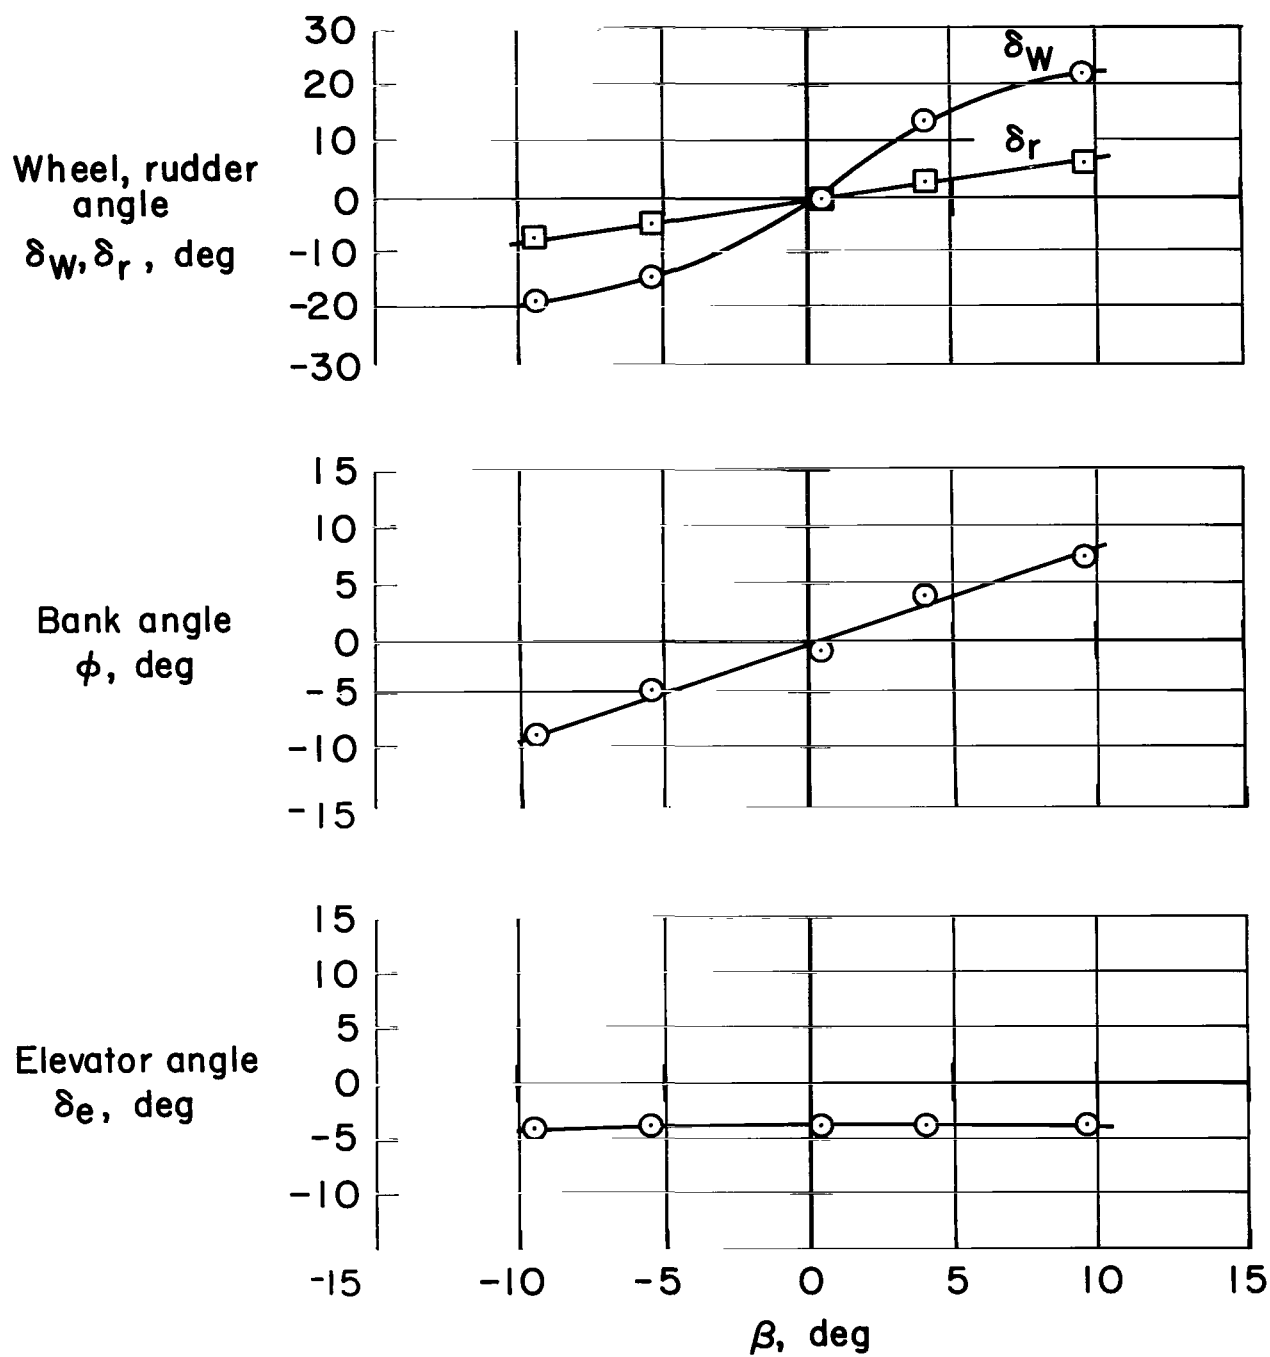 30
20
10
0
-10
-20
-30
Wheel, rudder
angle
δW, δr, deg
δW
δr
15
10
5
0
-5
-10
-15
Bank angle
ϕ, deg
15
10
5
0
-5
-10
Elevator angle
δe, deg
-15 -10 -5 0 5 10 15
β, deg